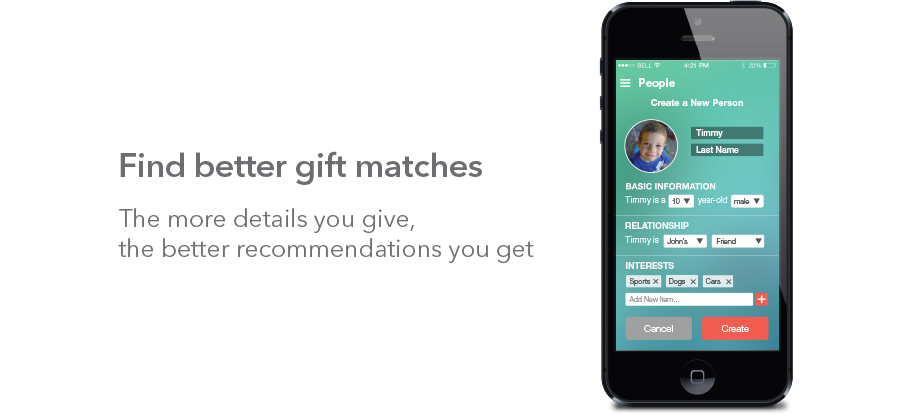 Find better gift matches
The more details you give,
the better recommendations you get
BELL 4:21 PM 22%
People
Create a New Person
Timmy
Last Name
BASIC INFORMATION
Timmy is a 10 year-old male
RELATIONSHIP
Timmy is John's Friend
INTERESTS
Sports Dogs Cars
Add New Item...
Cancel Create